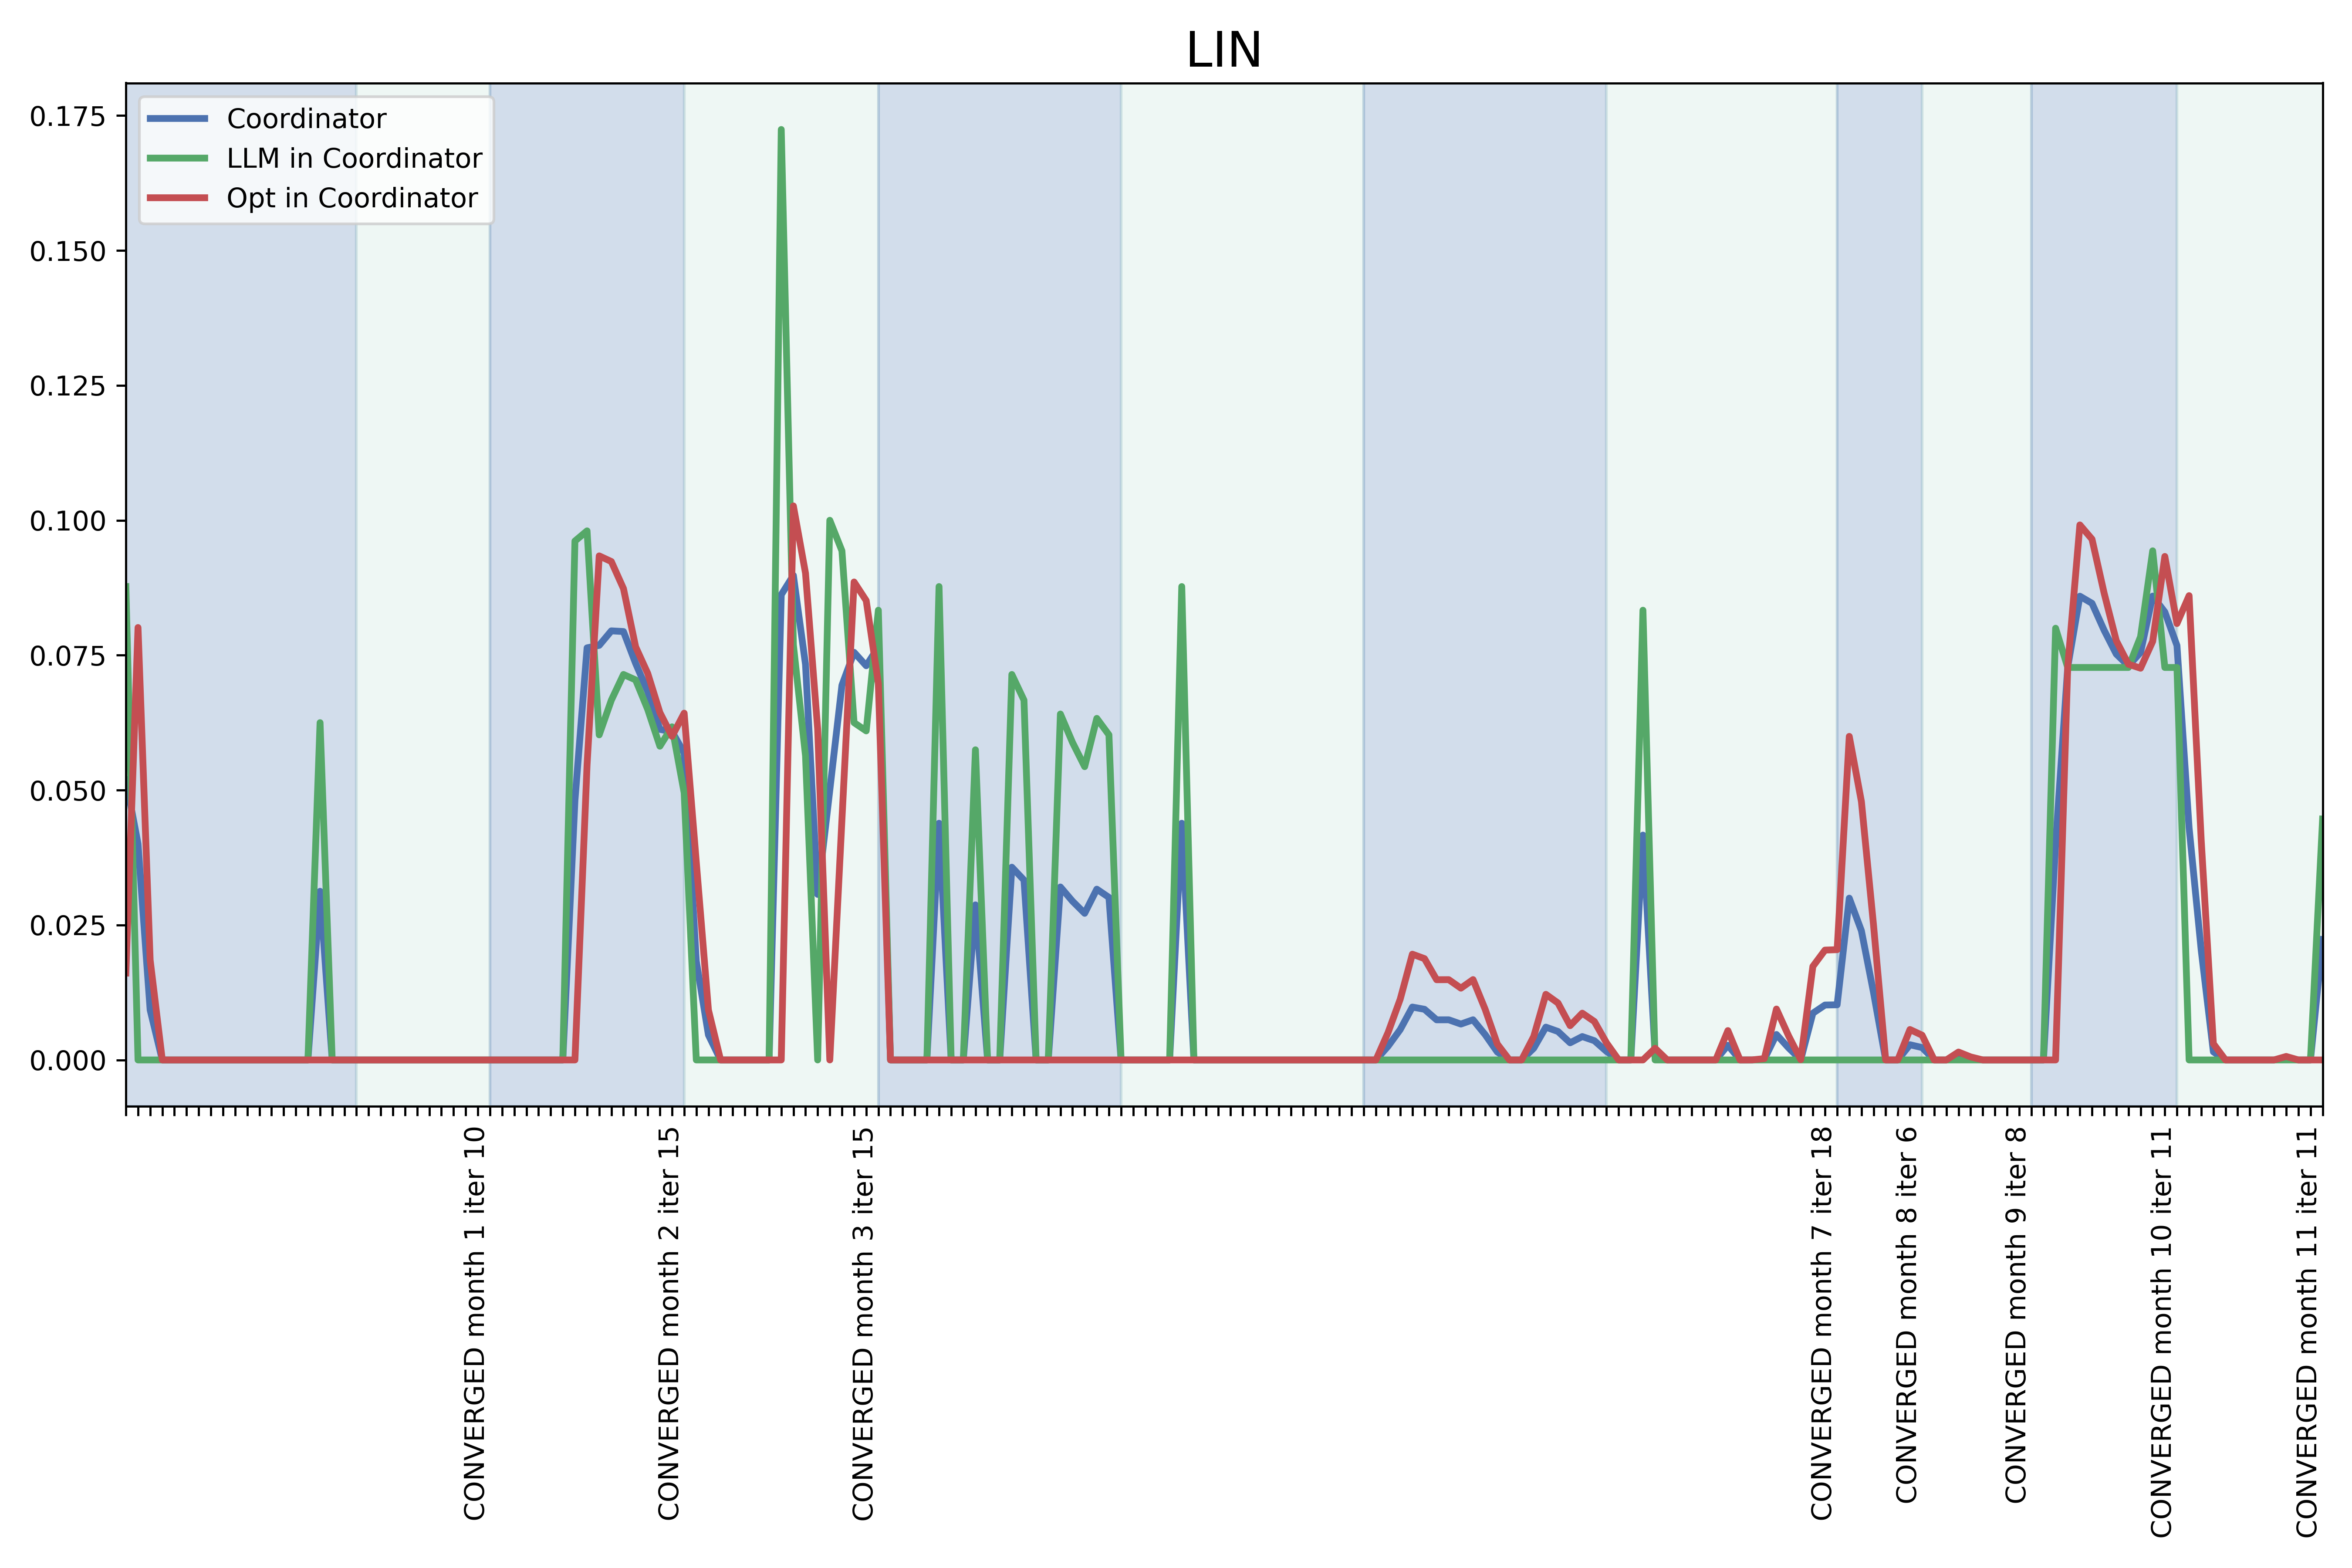 LIN
Coordinator
LLM in Coordinator
Opt in Coordinator
0.175
0.150
0.125
0.100
0.075
0.050
0.025
0.000
CONVERGED month 1 iter 10
CONVERGED month 2 iter 15
CONVERGED month 3 iter 15
CONVERGED month 7 iter 18
CONVERGED month 8 iter 6
CONVERGED month 9 iter 8
CONVERGED month 10 iter 11
CONVERGED month 11 iter 11